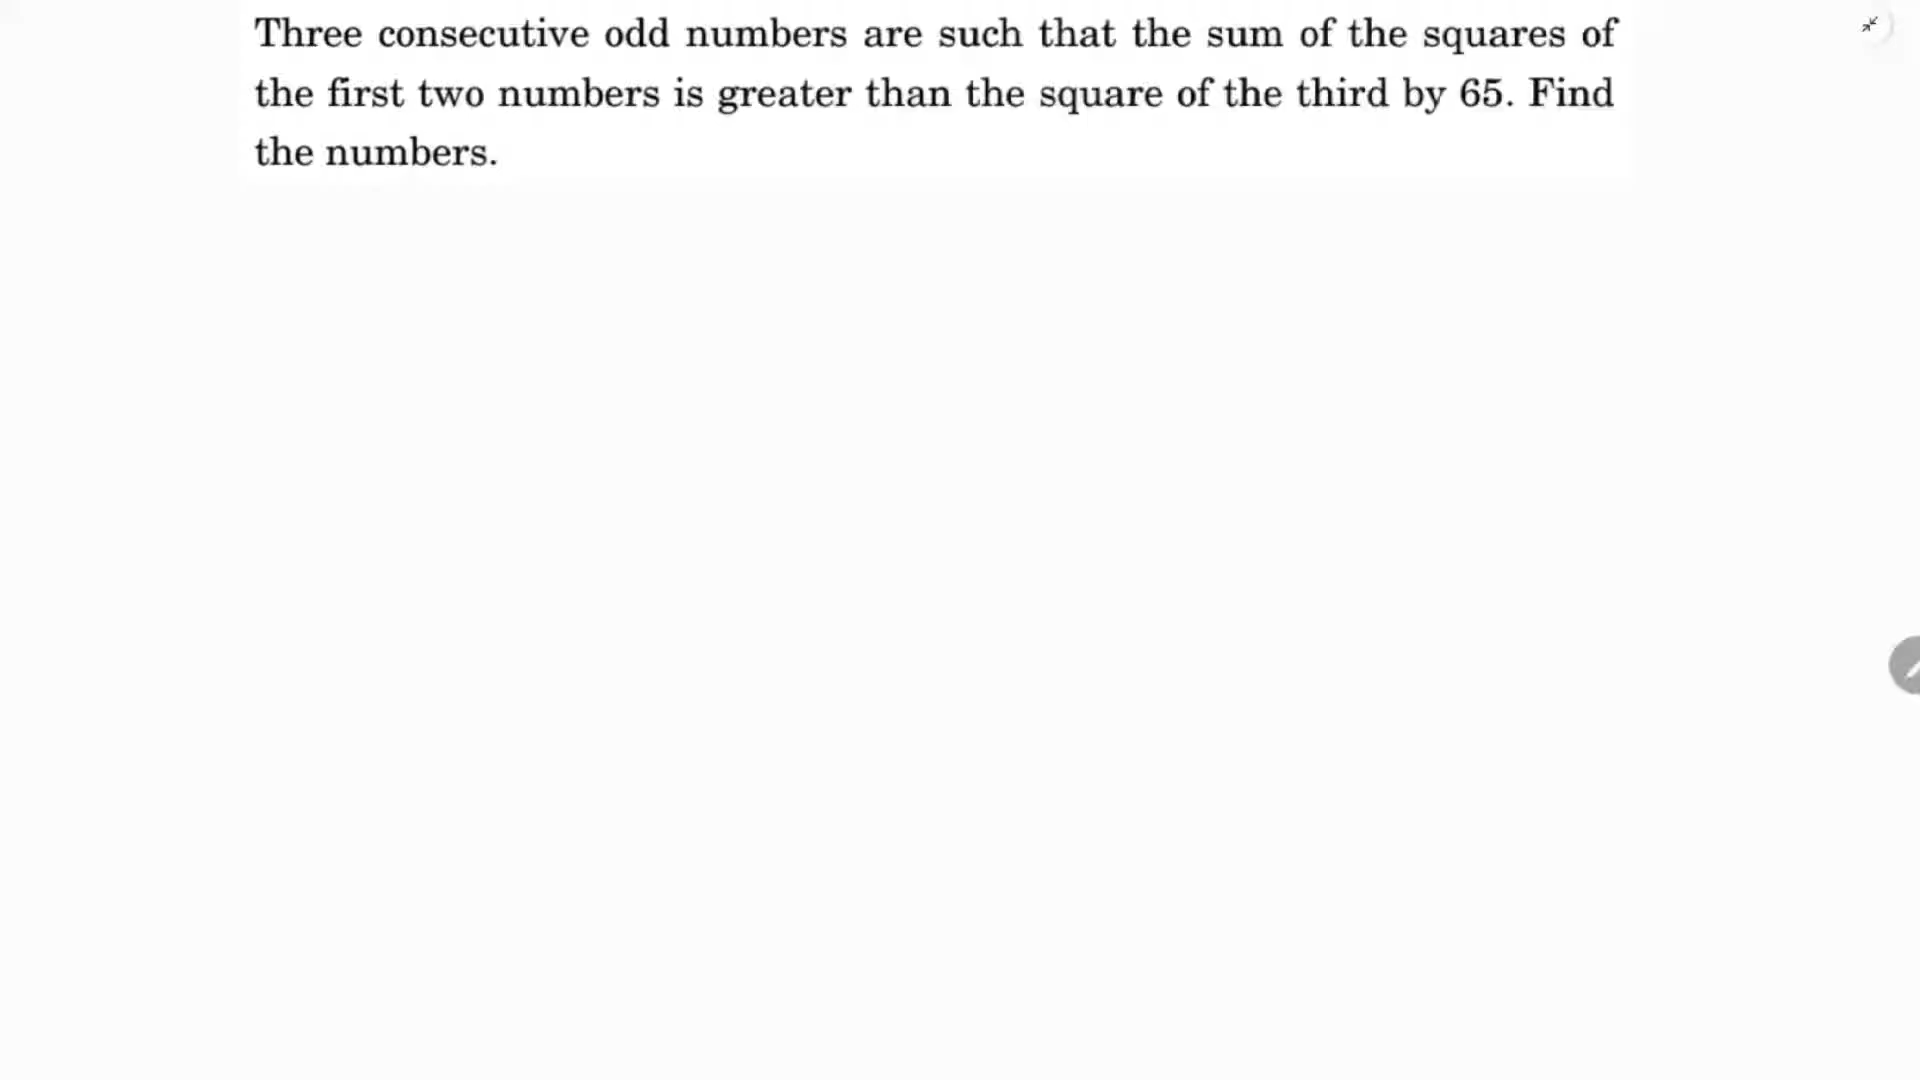 Three consecutive odd numbers are such that the sum of the squares of
the first two numbers is greater than the square of the third by 65. Find
the numbers.